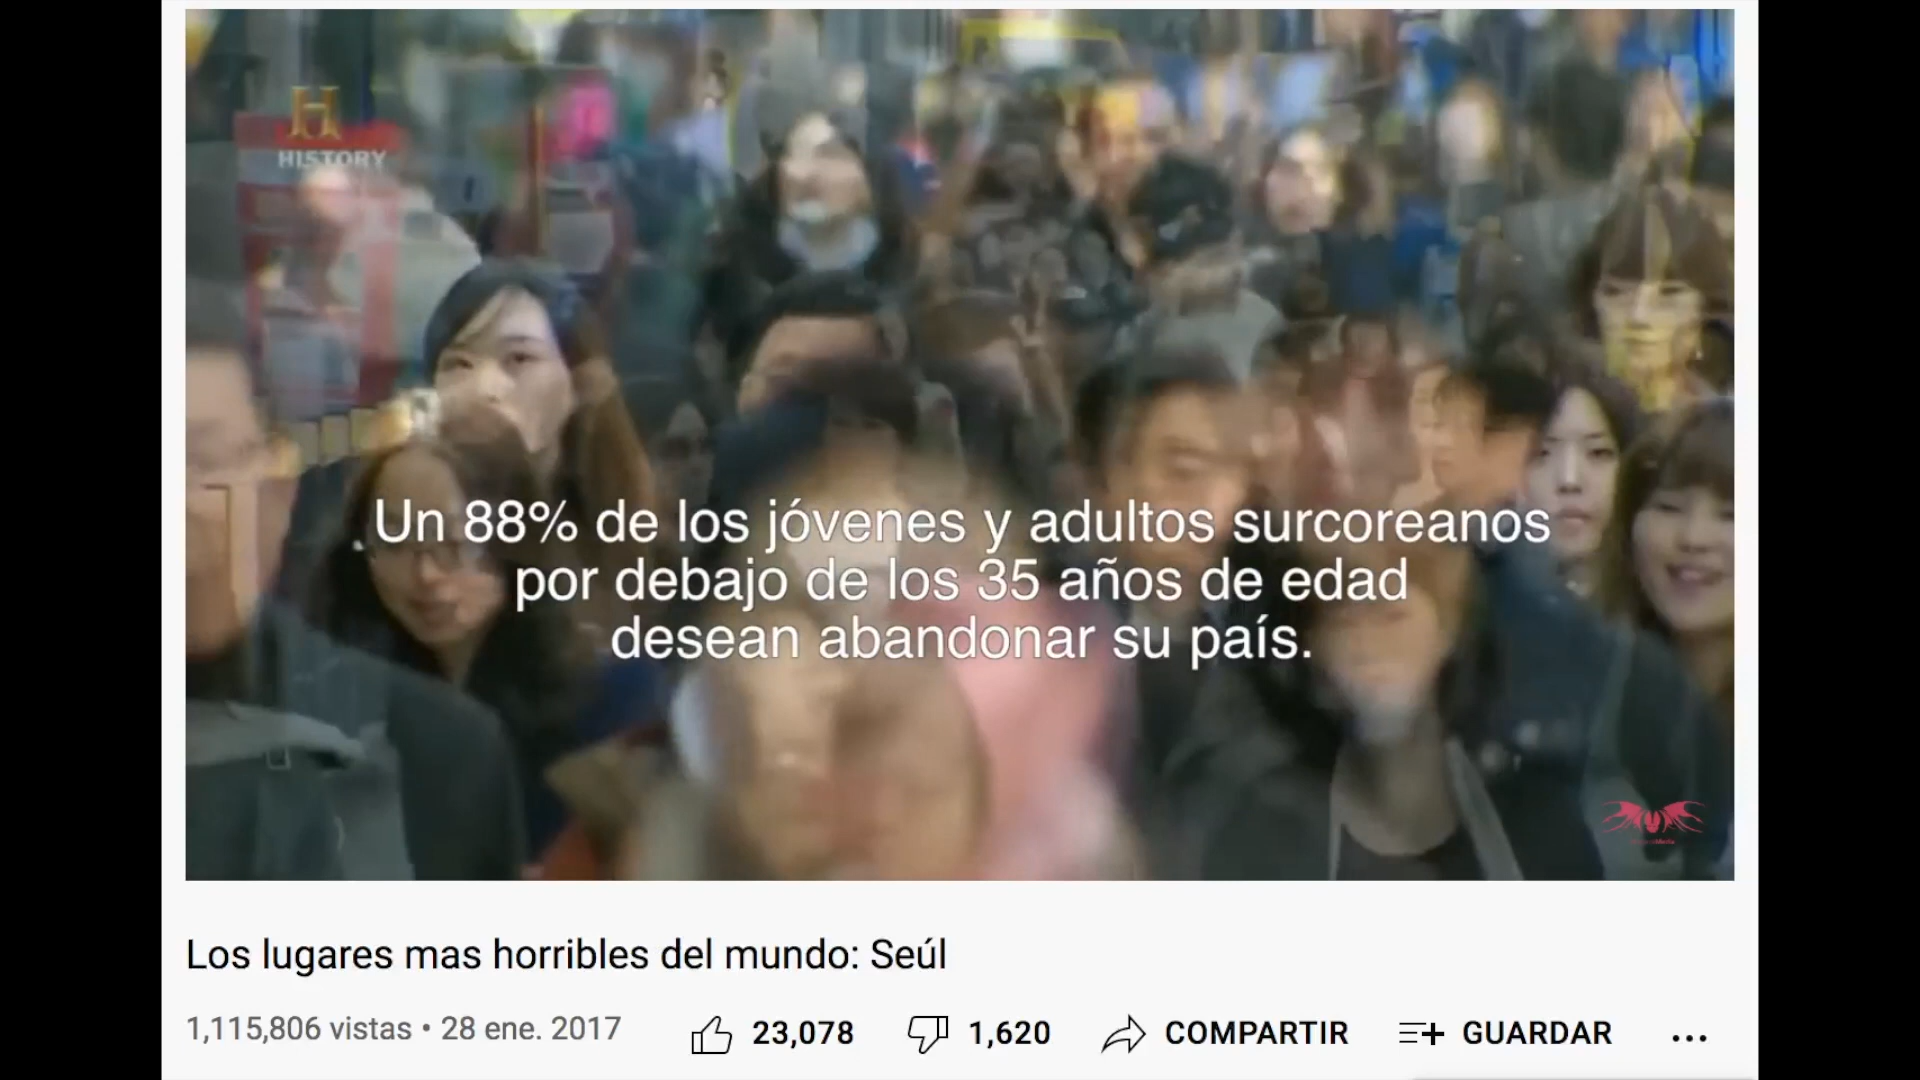 H
HISTORY
Un 88% de los jóvenes y adultos surcoreanos
por debajo de los 35 años de edad
desean abandonar su país.
Los lugares mas horribles del mundo: Seúl
1,115,806 vistas • 28 ene. 2017
23,078
1,620
COMPARTIR
GUARDAR